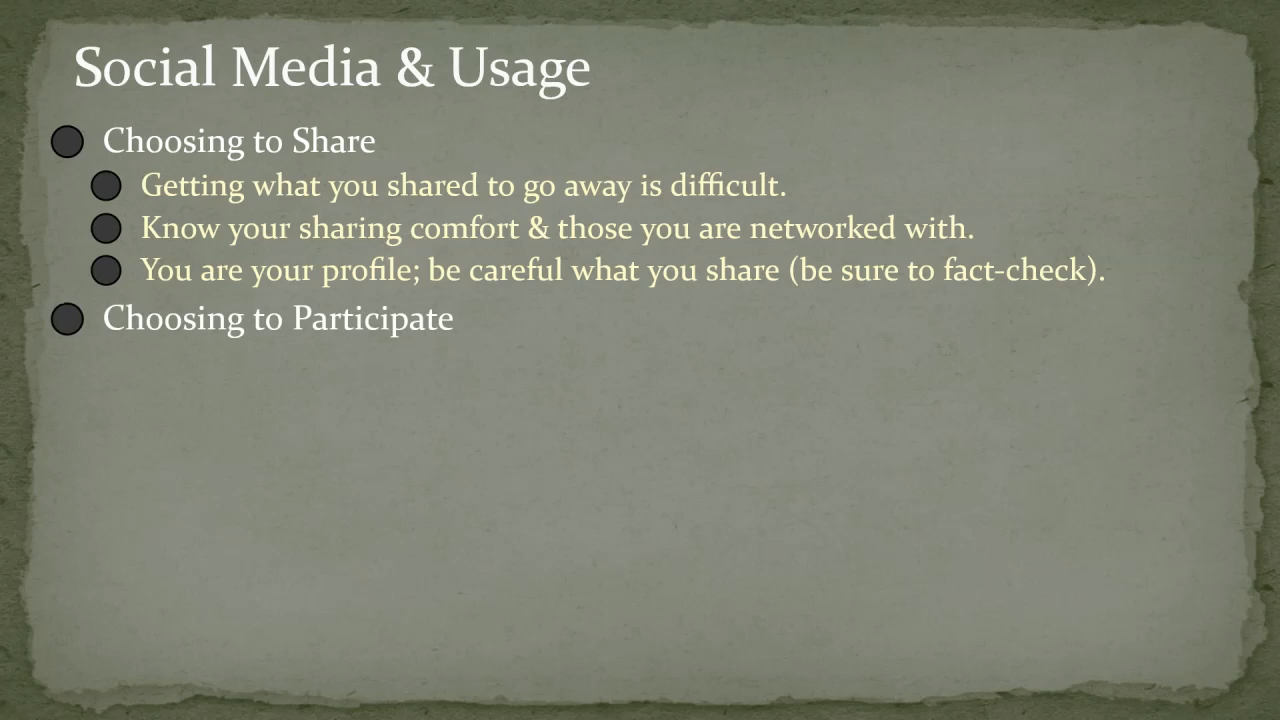 Social Media & Usage
Choosing to Share
Getting what you shared to go away is difficult.
Know your sharing comfort & those you are networked with.
You are your profile; be careful what you share (be sure to fact-check).
Choosing to Participate